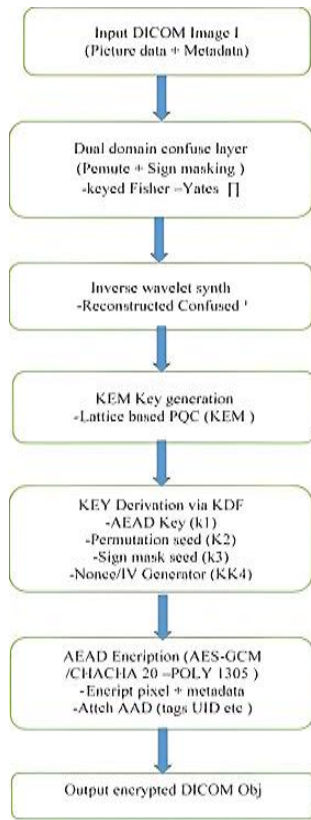 Input DICOM Image I
(Picture data + Metadata)
Dual domain confuse layer
(Pemute + Sign masking )
-keyed Fisher –Yates ∏
Inverse wavelet synth
-Reconstructed Confused '
KEM Key generation
-Lattice based PQC (KEM )
KEY Derivation via KDF
-AEAD Key (k1)
-Permutation seed (K2)
-Sign mask seed (k3)
-Nonce/IV Generator (KK4)
AEAD Encription (AES-GCM
/CHACHA 20 –POLY 1305 )
-Encript pixel + metadata
-Attch AAD (tags UID etc )
Output encrypted DICOM Obj